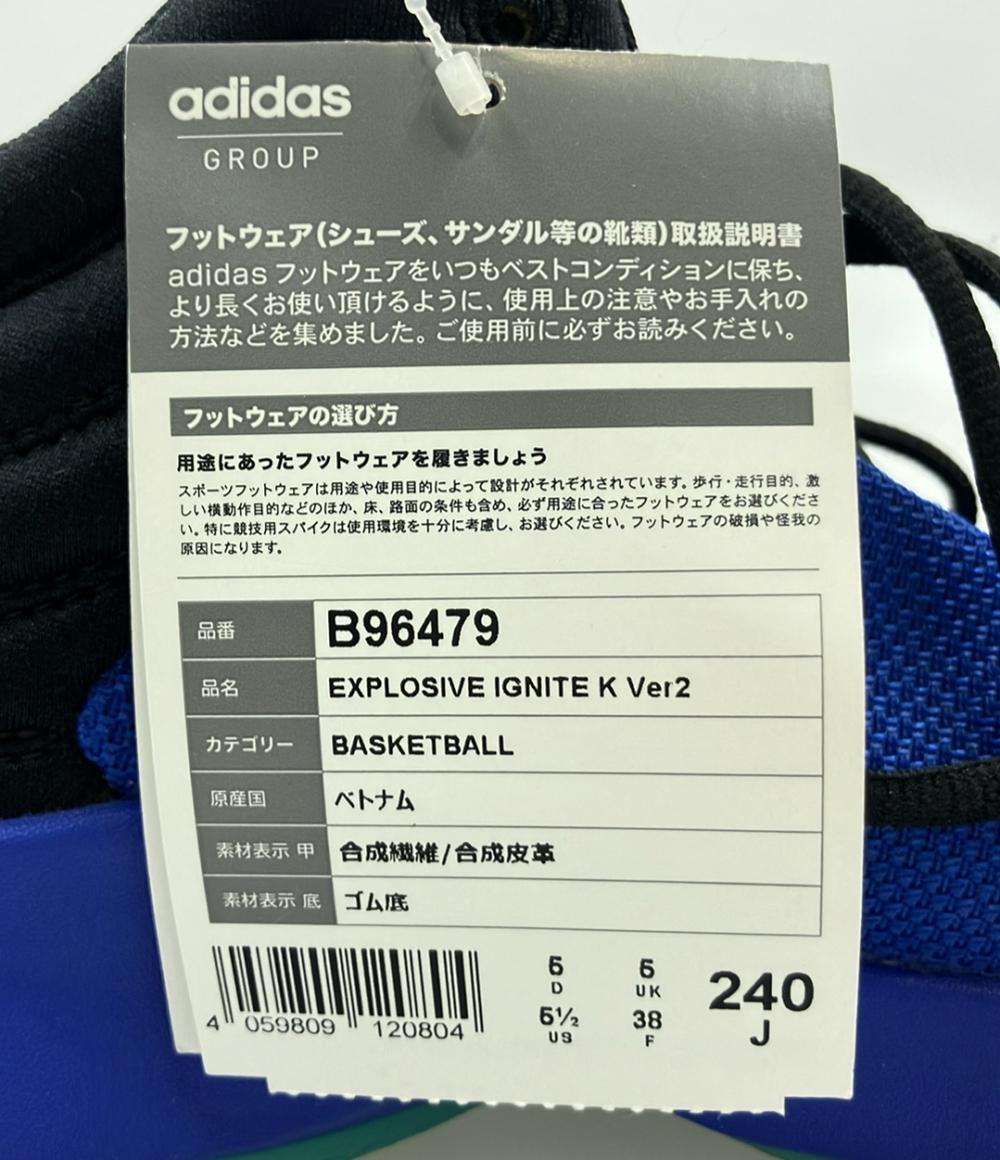 adidas
GROUP
フットウェア(シューズ、サンダル等の靴類)取扱説明書
adidas フットウェアをいつもベストコンディションに保ち、
より長くお使い頂けるように、使用上の注意やお手入れの
方法などを集めました。ご使用前に必ずお読みください。
フットウェアの選び方
用途にあったフットウェアを履きましょう
スポーツフットウェアは用途や使用目的によって設計がそれぞれされています。歩行・走行目的、激
しい横動作目的などのほか、床、路面の条件も含め、必ず用途に合ったフットウェアをお選びくださ
い。特に競技用スパイクは使用環境を十分に考慮し、お選びください。フットウェアの破損や怪我の
原因になります。
品番 B96479
品名 EXPLOSIVE IGNITE K Ver2
カテゴリー BASKETBALL
原産国 ベトナム
素材表示 甲 合成繊維/合成皮革
素材表示 底 ゴム底
4 059809 120804
5 D
5 UK
5½ US
38 F
240 J